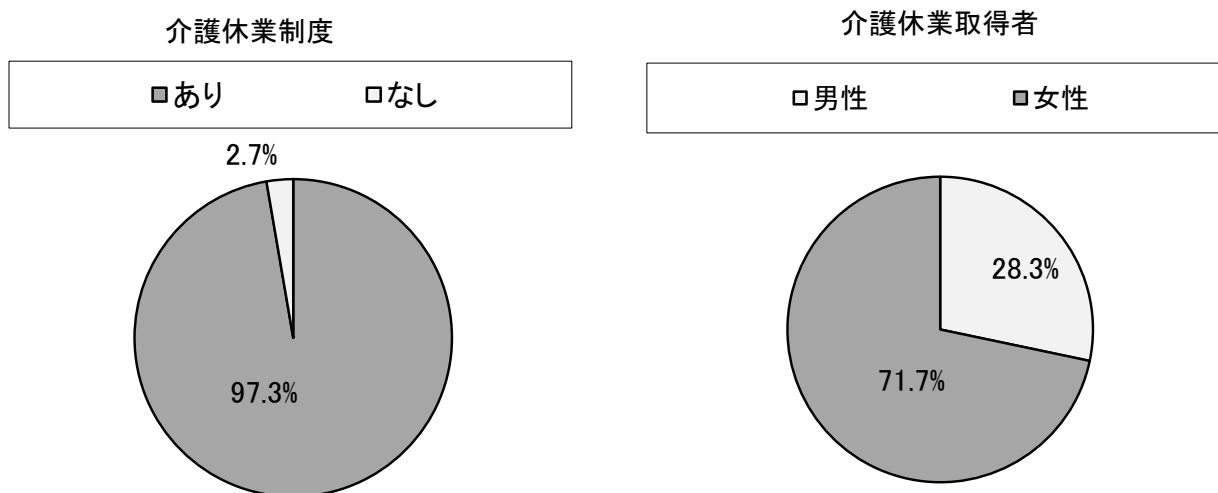 介護休業制度
あり なし
2.7%
97.3%
介護休業取得者
男性 女性
28.3%
71.7%